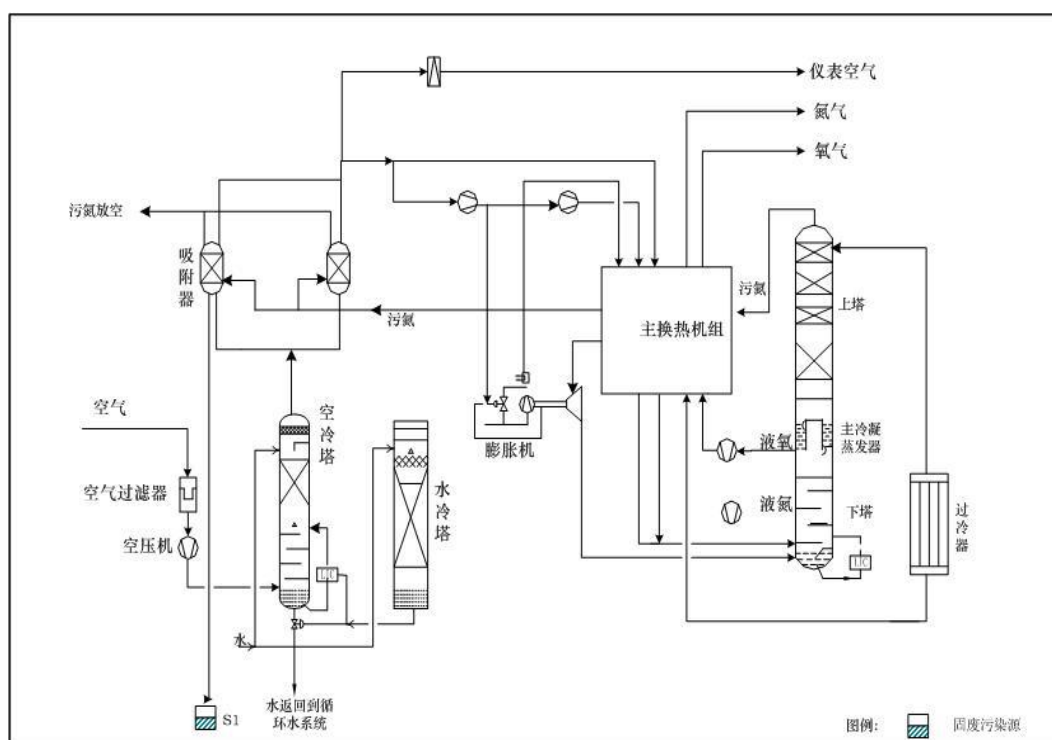 仪表空气
氮气
氧气
污氮放空
吸附器
污氮
污氮
主换热机组
上塔
空气
空冷塔
水冷塔
膨胀机
液氧
主冷凝
蒸发器
空气过滤器
液氮
下塔
过冷器
空压机
LIC
LIC
水
S1
水返回到循
环水系统
图例:
固废污染源